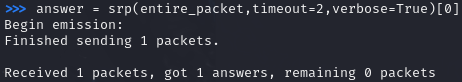 >>> answer = srp(entire_packet,timeout=2,verbose=True)[0]
Begin emission:
Finished sending 1 packets.

Received 1 packets, got 1 answers, remaining 0 packets